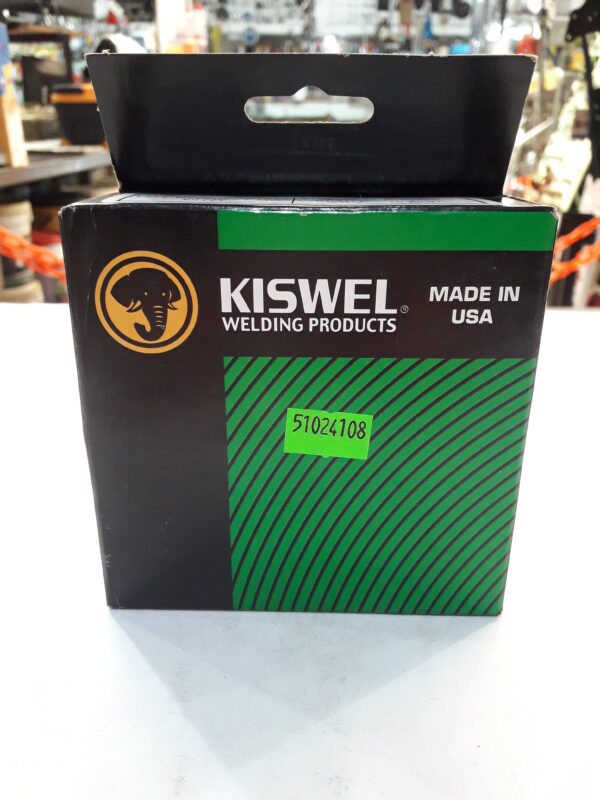 KISWEL®
WELDING PRODUCTS
MADE IN
USA
51024108